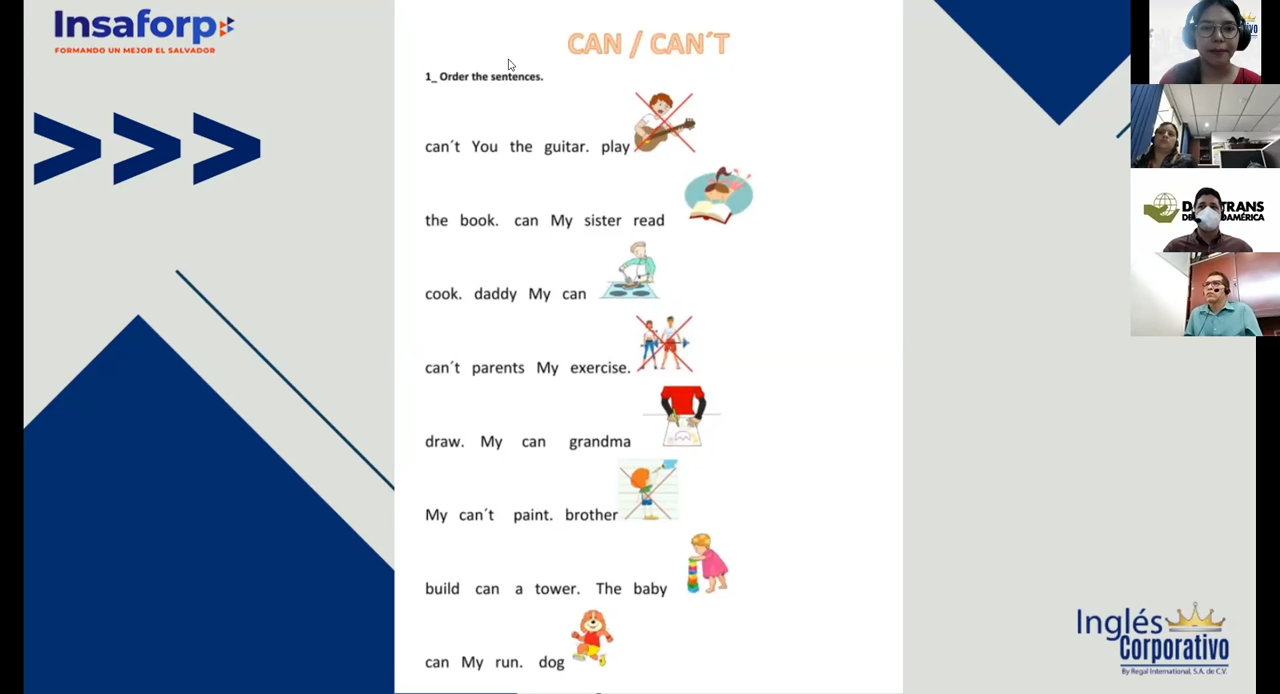 Insaforp
FORMANDO UN MEJOR EL SALVADOR
CAN / CAN´T
1_ Order the sentences.
can´t You the guitar. play
the book. can My sister read
cook. daddy My can
can´t parents My exercise.
draw. My can grandma
My can´t paint. brother
build can a tower. The baby
can My run. dog
TRANS
Inglés
Corporativo
By Regal International, S.A. de C.V.